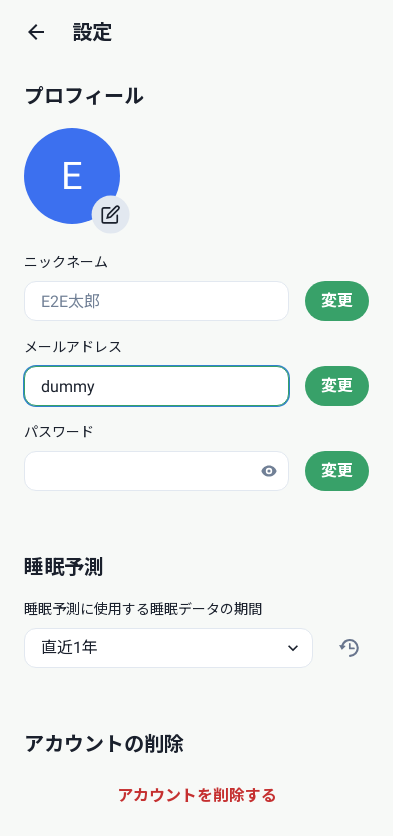 設定
プロフィール
E
ニックネーム
E2E太郎
変更
メールアドレス
dummy
変更
パスワード
変更
睡眠予測
睡眠予測に使用する睡眠データの期間
直近1年
アカウントの削除
アカウントを削除する